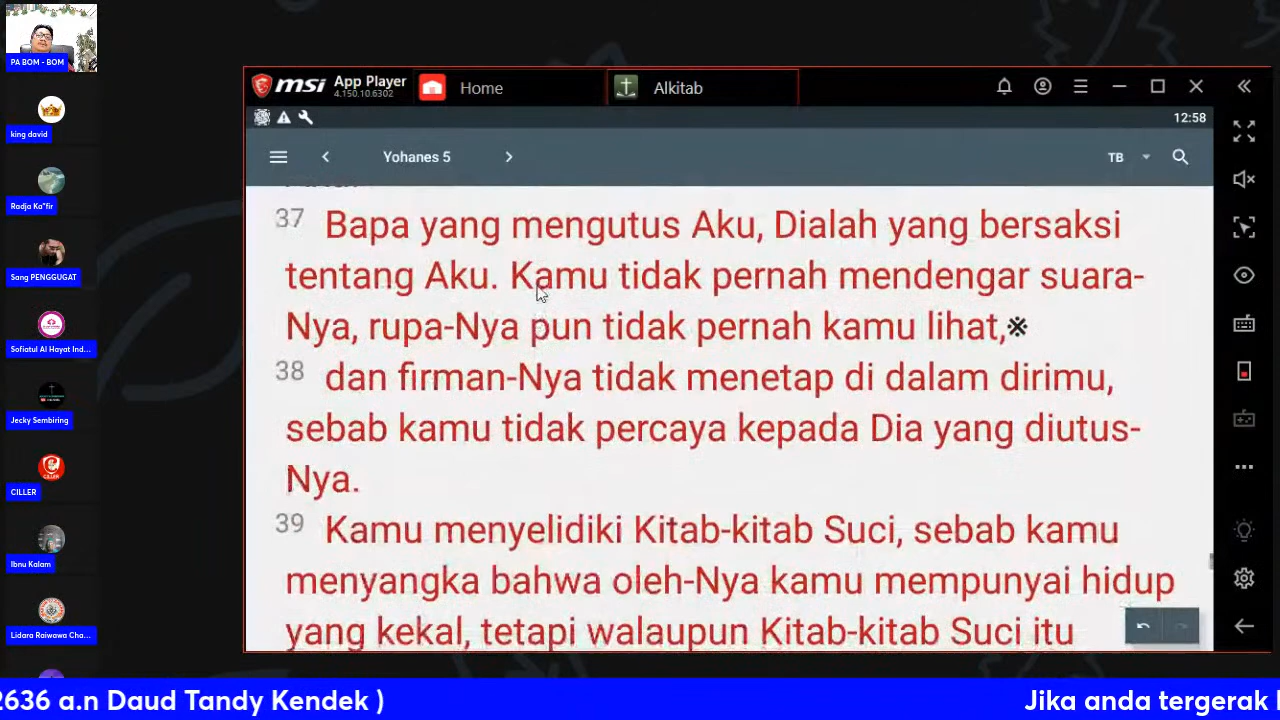 PA BOM - BOM
king david
Radja Ka"fir
Sang PENGGUGAT
Sofiatul Al Hayat Ind...
Jecky Sembiring
CILLER
Ibnu Kalam
Lidara Raiwawa Cha...
msi App Player
4.150.10.6302
Home
Alkitab
12:58
Yohanes 5
TB
37 Bapa yang mengutus Aku, Dialah yang bersaksi
tentang Aku. Kamu tidak pernah mendengar suara-
Nya, rupa-Nya pun tidak pernah kamu lihat,※
38 dan firman-Nya tidak menetap di dalam dirimu,
sebab kamu tidak percaya kepada Dia yang diutus-
Nya.
39 Kamu menyelidiki Kitab-kitab Suci, sebab kamu
menyangka bahwa oleh-Nya kamu mempunyai hidup
yang kekal, tetapi walaupun Kitab-kitab Suci itu
2636 a.n Daud Tandy Kendek ) Jika anda tergerak